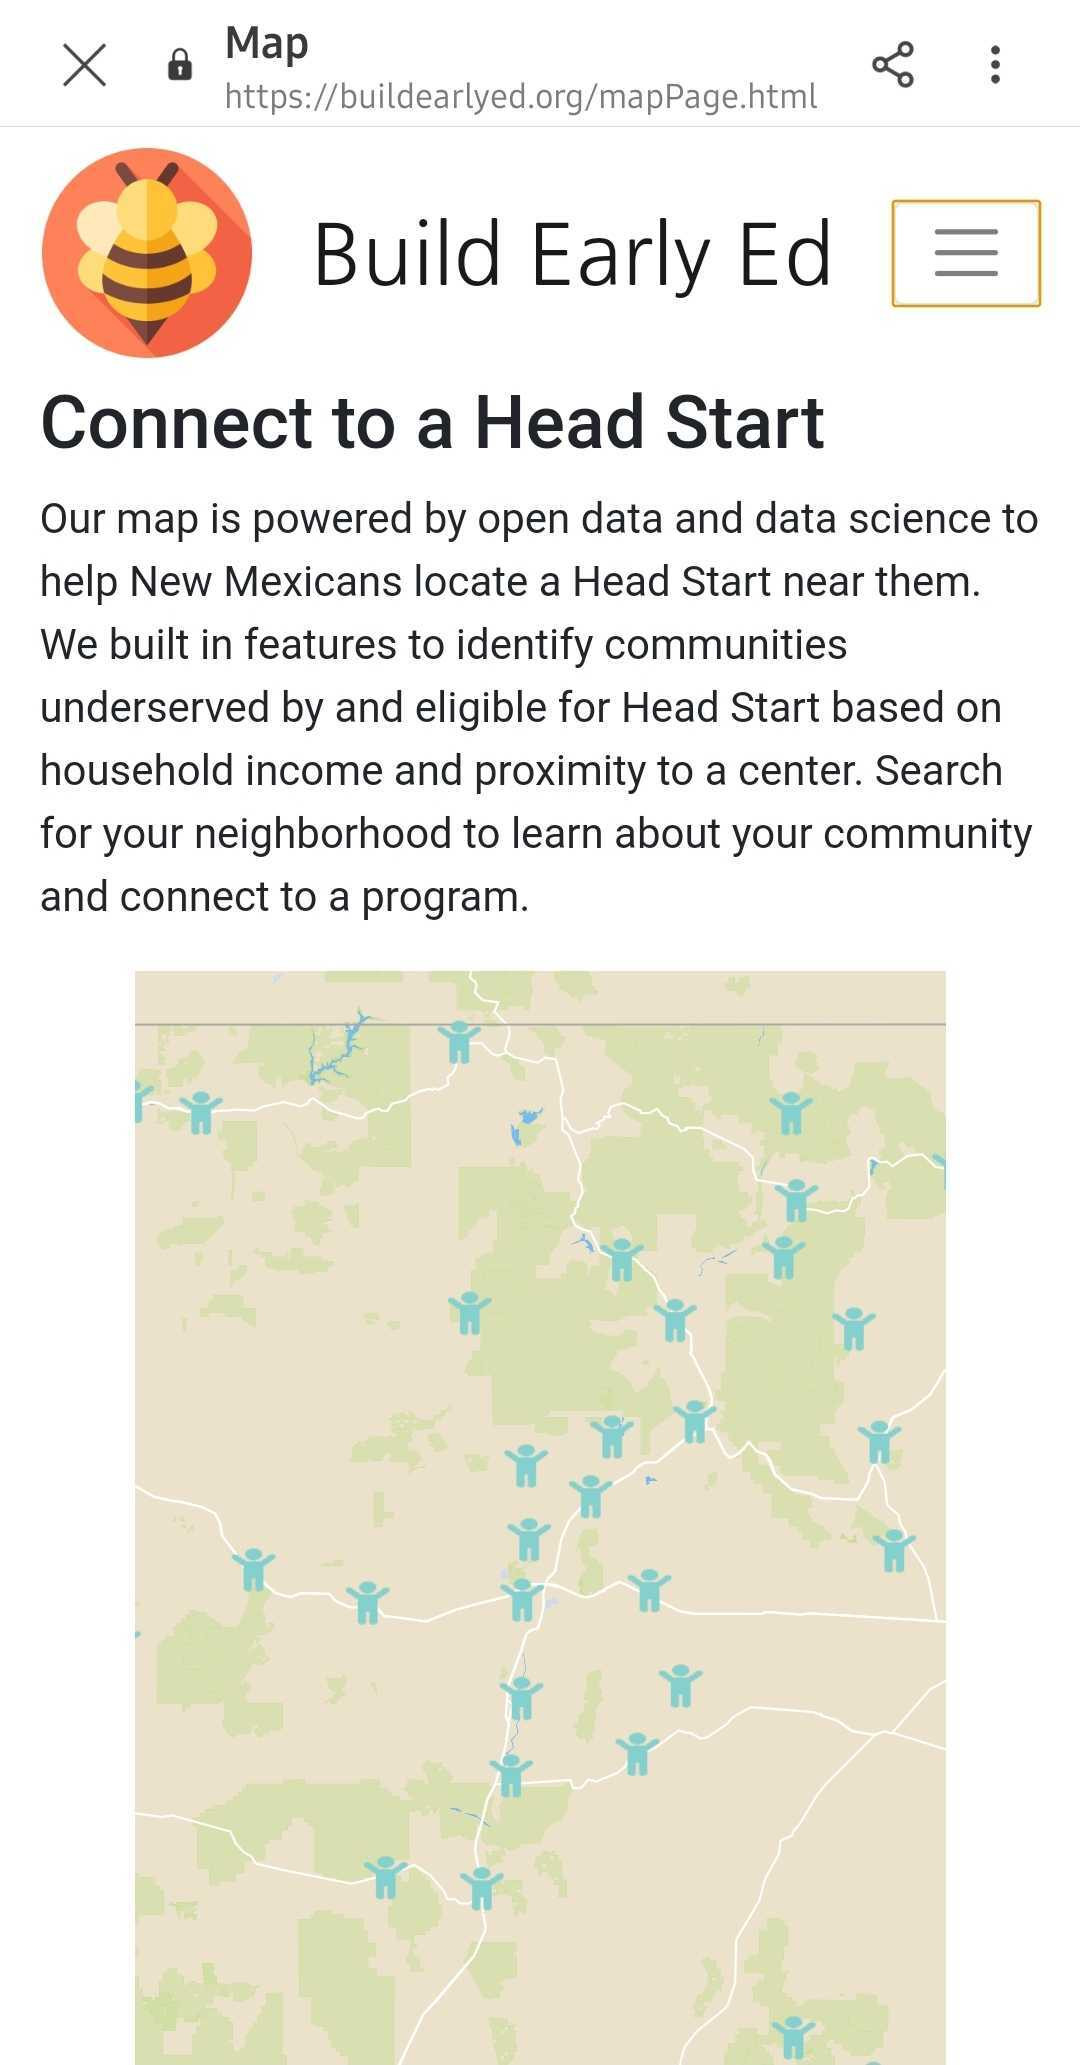 Map
https://buildearlyed.org/mapPage.html
Build Early Ed
Connect to a Head Start
Our map is powered by open data and data science to
help New Mexicans locate a Head Start near them.
We built in features to identify communities
underserved by and eligible for Head Start based on
household income and proximity to a center. Search
for your neighborhood to learn about your community
and connect to a program.